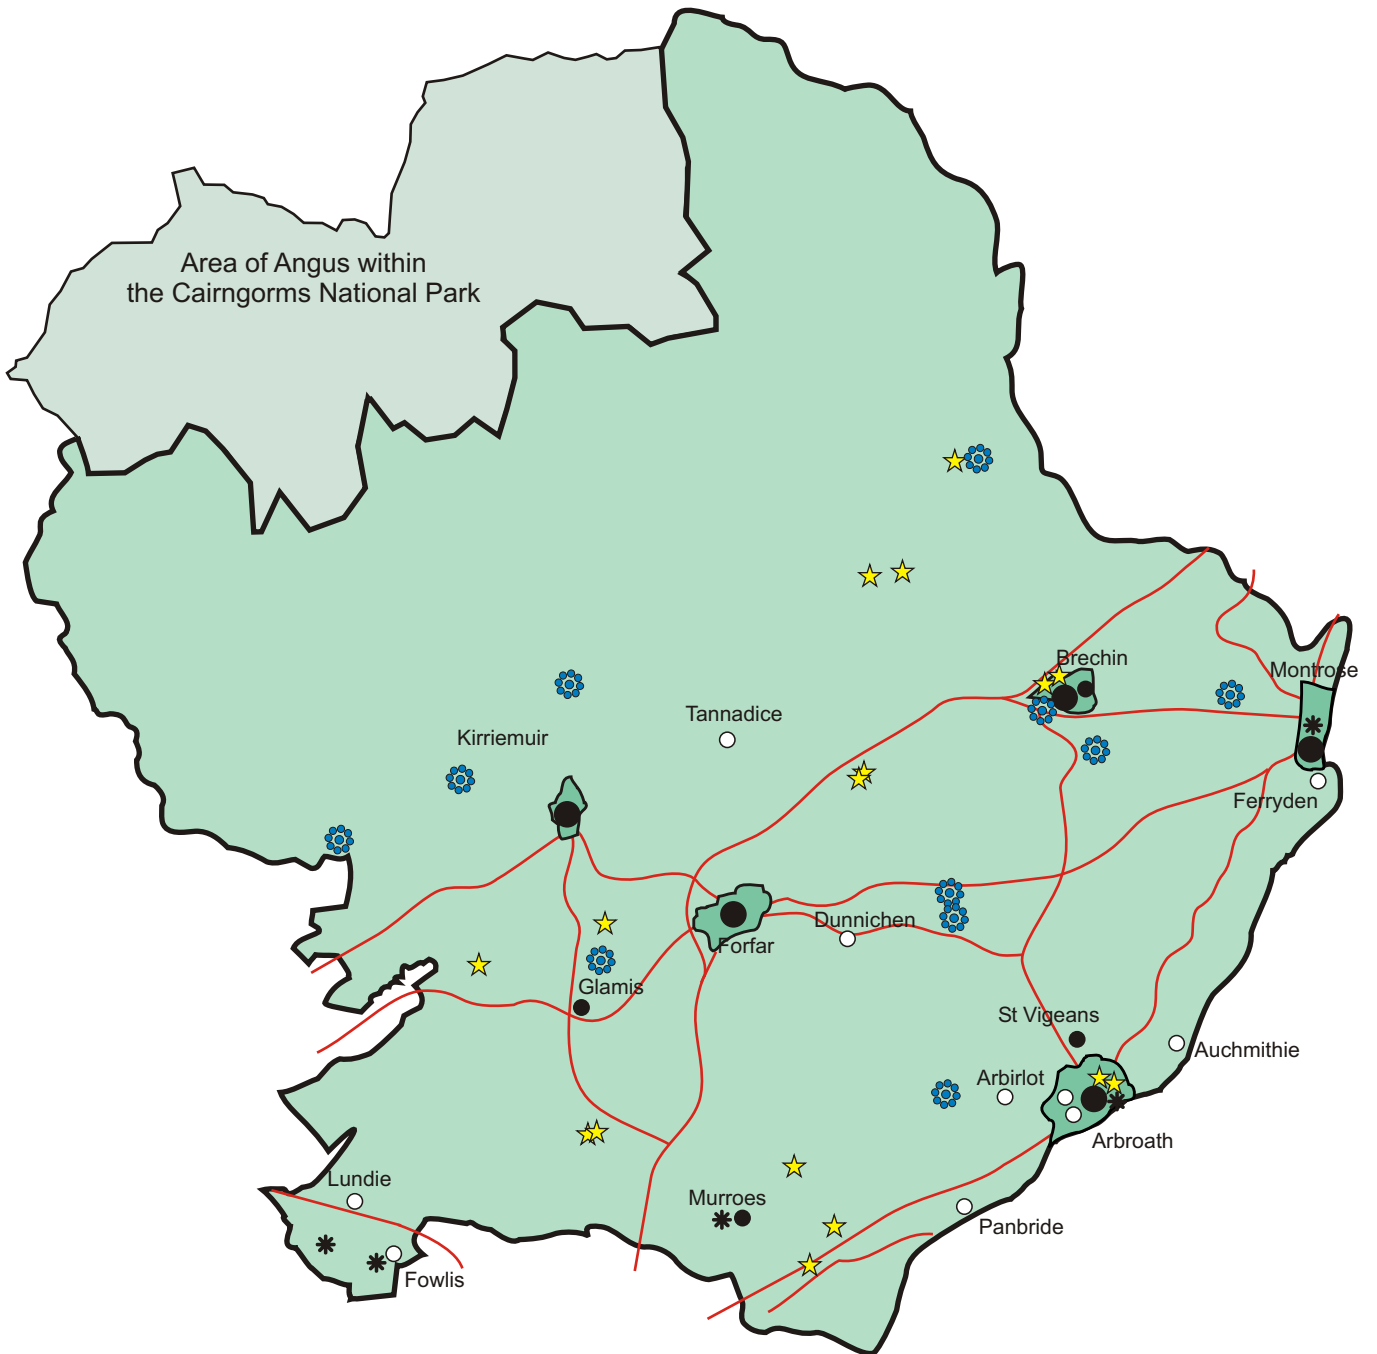 Area of Angus within
the Cairngorms National Park
Brechin
Montrose
Tannadice
Kirriemuir
Ferryden
Dunnichen
Forfar
Glamis
St Vigeans
Auchmithie
Arbirlot
Arbroath
Lundie
Murroes
Panbride
Fowlis